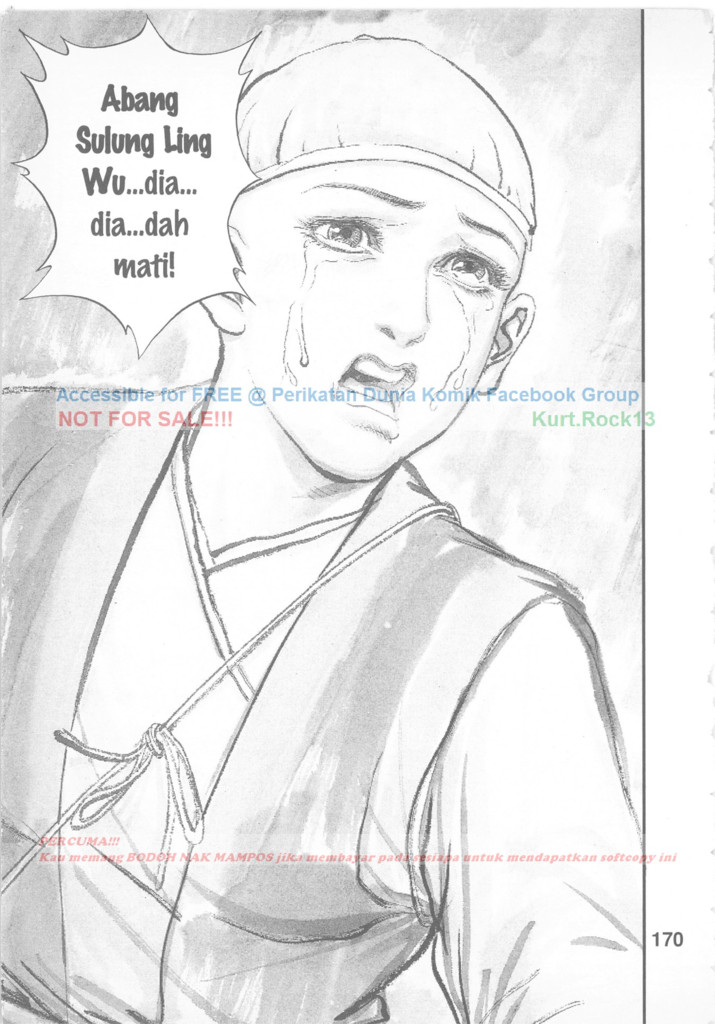 Abang
Sulung Ling
Wu...dia...
dia...dah
mati!
Accessible for FREE @ Perikatan Dunia Komik Facebook Group
NOT FOR SALE!!! Kurt.Rock13
PERCUMA!!!
Kau memang BODOH NAK MAMPOS jika membayar pada sesiapa untuk mendapatkan softcopy ini
170